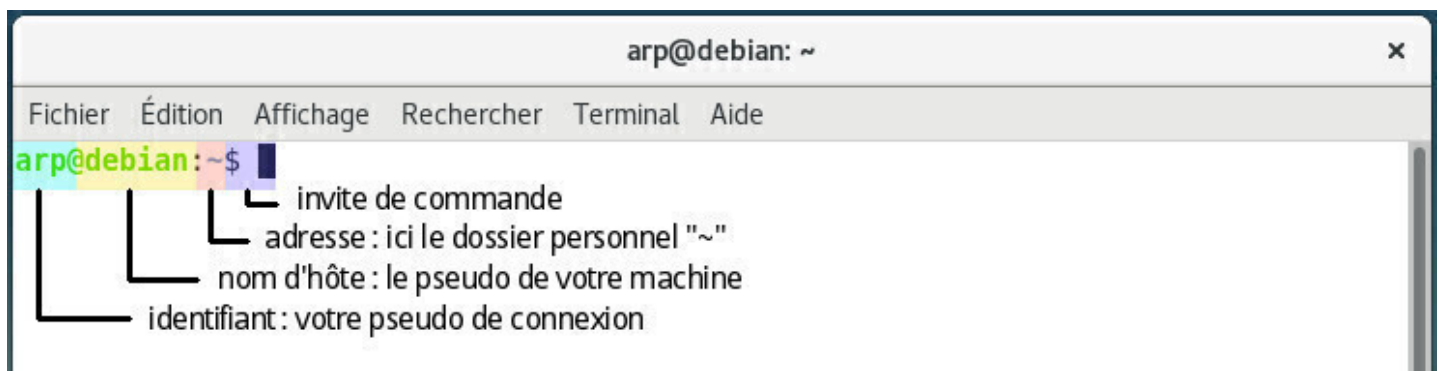 arp@debian: ~ ×
Fichier Édition Affichage Rechercher Terminal Aide
arp@debian:~$
invite de commande
adresse : ici le dossier personnel "~"
nom d'hôte : le pseudo de votre machine
identifiant : votre pseudo de connexion